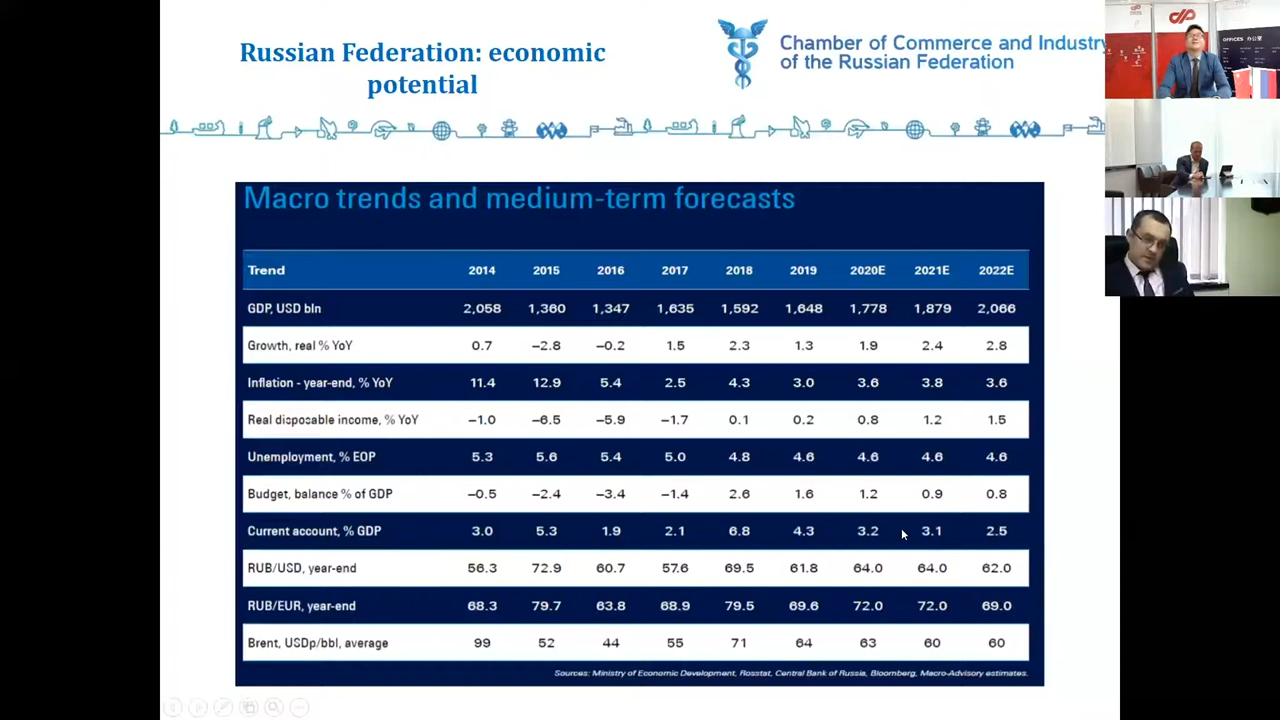 Russian Federation: economic
potential
Chamber of Commerce and Industry
of the Russian Federation
OFFICES 办公室
Macro trends and medium-term forecasts
Trend 2014 2015 2016 2017 2018 2019 2020E 2021E 2022E
GDP, USD bln 2,058 1,360 1,347 1,635 1,592 1,648 1,778 1,879 2,066
Growth, real % YoY 0.7 –2.8 –0.2 1.5 2.3 1.3 1.9 2.4 2.8
Inflation - year-end, % YoY 11.4 12.9 5.4 2.5 4.3 3.0 3.6 3.8 3.6
Real disposable income, % YoY –1.0 –6.5 –5.9 –1.7 0.1 0.2 0.8 1.2 1.5
Unemployment, % EOP 5.3 5.6 5.4 5.0 4.8 4.6 4.6 4.6 4.6
Budget, balance % of GDP –0.5 –2.4 –3.4 –1.4 2.6 1.6 1.2 0.9 0.8
Current account, % GDP 3.0 5.3 1.9 2.1 6.8 4.3 3.2 3.1 2.5
RUB/USD, year-end 56.3 72.9 60.7 57.6 69.5 61.8 64.0 64.0 62.0
RUB/EUR, year-end 68.3 79.7 63.8 68.9 79.5 69.6 72.0 72.0 69.0
Brent, USDp/bbl, average 99 52 44 55 71 64 63 60 60
Sources: Ministry of Economic Development, Rosstat, Central Bank of Russia, Bloomberg, Macro-Advisory estimates.